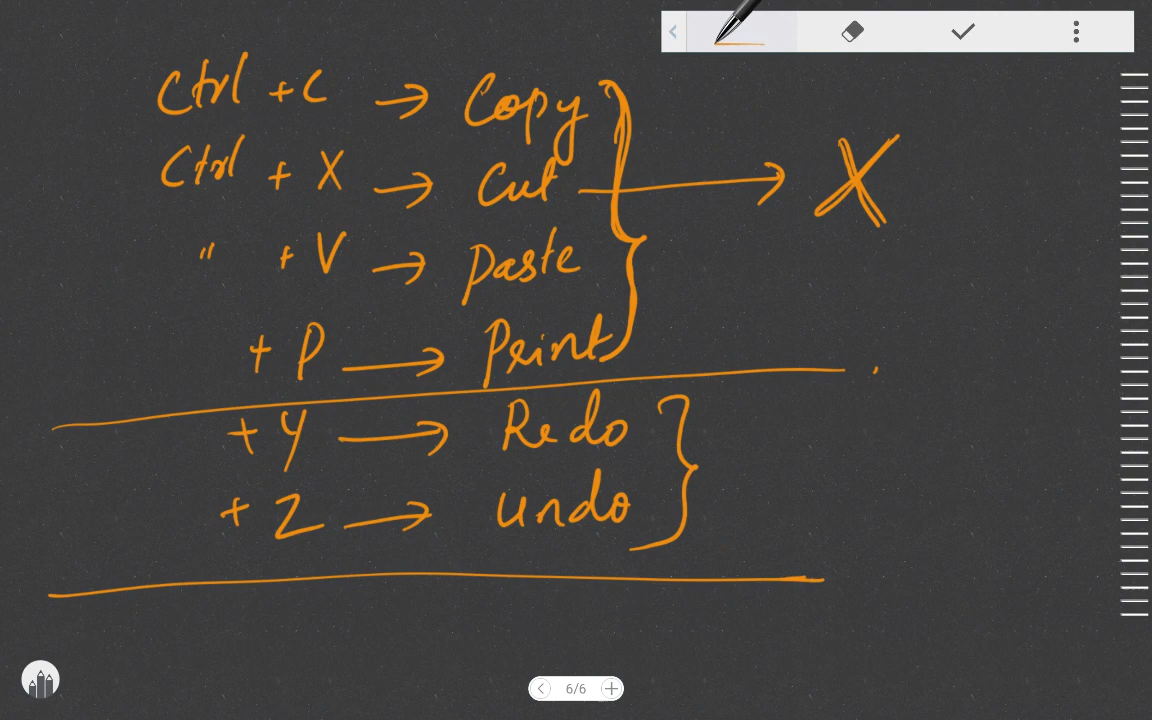 Ctrl + C → Copy
Ctrl + X → Cut → X
" + V → Paste
+ P → Print
+ Y → Redo
+ Z → Undo
6/6